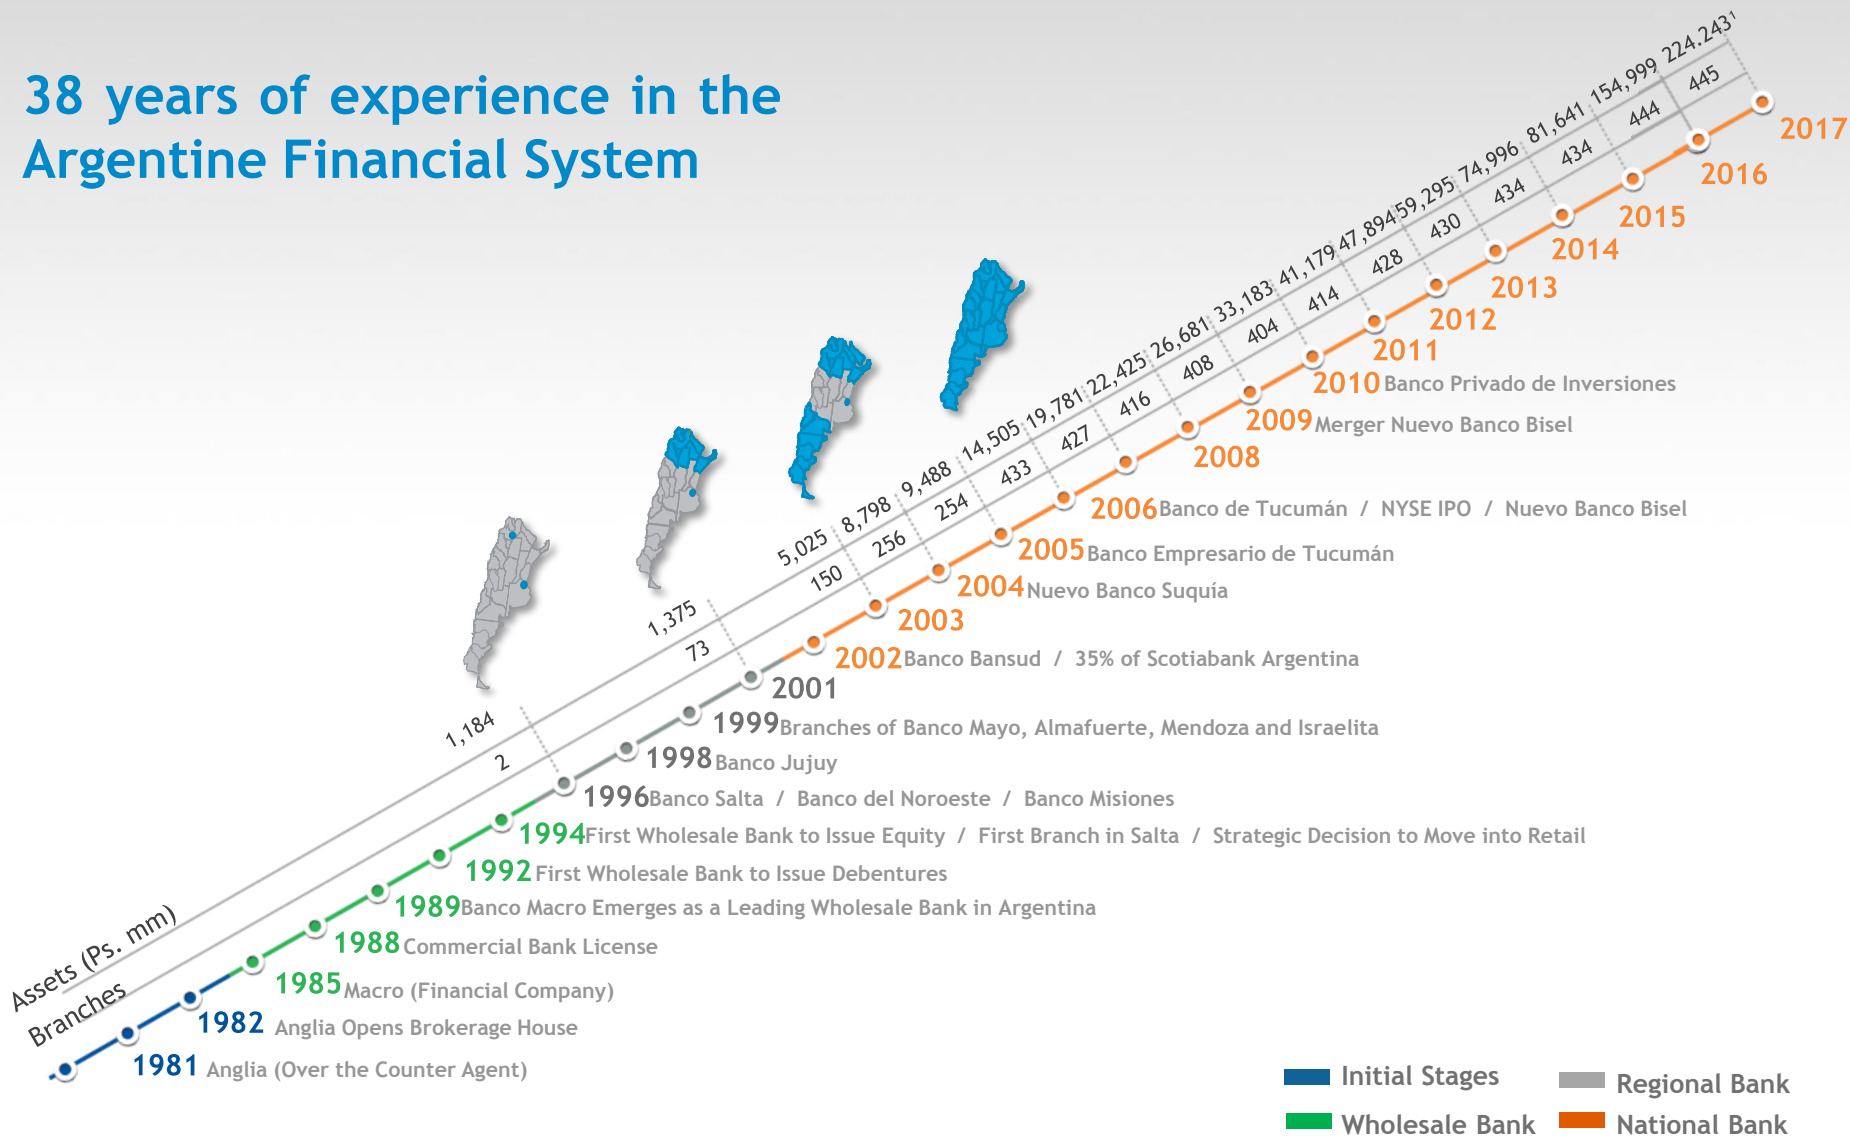 38 years of experience in the
Argentine Financial System
Assets (Ps. mm)
1,184
1,375
5,025
8,798
9,488
14,505
19,781
22,425
26,681
33,183
41,179
47,894
59,295
74,996
81,641
154,999
224.243¹
Branches
2
73
150
256
254
433
427
416
408
404
414
428
430
434
434
444
445
2017
2016
2015
2014
2013
2012
2011
2010 Banco Privado de Inversiones
2009 Merger Nuevo Banco Bisel
2008
2006 Banco de Tucumán / NYSE IPO / Nuevo Banco Bisel
2005 Banco Empresario de Tucumán
2004 Nuevo Banco Suquía
2003
2002 Banco Bansud / 35% of Scotiabank Argentina
2001
1999 Branches of Banco Mayo, Almafuerte, Mendoza and Israelita
1998 Banco Jujuy
1996 Banco Salta / Banco del Noroeste / Banco Misiones
1994 First Wholesale Bank to Issue Equity / First Branch in Salta / Strategic Decision to Move into Retail
1992 First Wholesale Bank to Issue Debentures
1989 Banco Macro Emerges as a Leading Wholesale Bank in Argentina
1988 Commercial Bank License
1985 Macro (Financial Company)
1982 Anglia Opens Brokerage House
1981 Anglia (Over the Counter Agent)
Initial Stages
Regional Bank
Wholesale Bank
National Bank